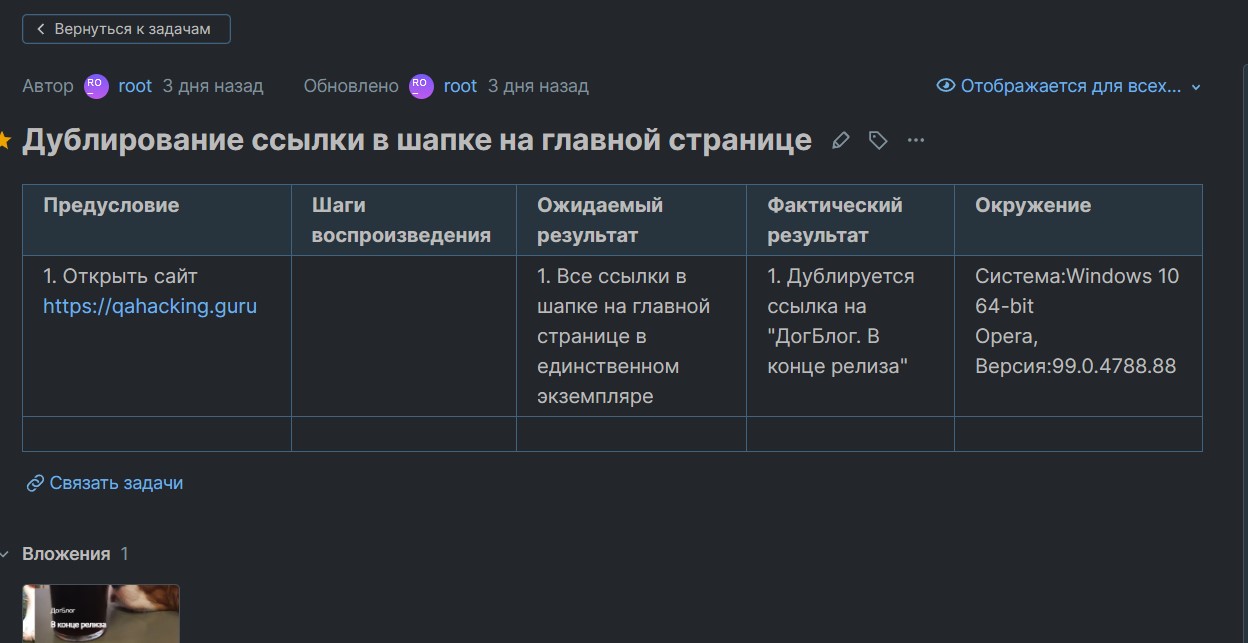 Вернуться к задачам
Автор RO_ root 3 дня назад Обновлено RO_ root 3 дня назад Отображается для всех...
Дублирование ссылки в шапке на главной странице
Предусловие
Шаги
воспроизведения
Ожидаемый
результат
Фактический
результат
Окружение
1. Открыть сайт
https://qahacking.guru
1. Все ссылки в
шапке на главной
странице в
единственном
экземпляре
1. Дублируется
ссылка на
"ДогБлог. В
конце релиза"
Система:Windows 10
64-bit
Opera,
Версия:99.0.4788.88
Связать задачи
Вложения 1
ДогБлог
В конце релиза